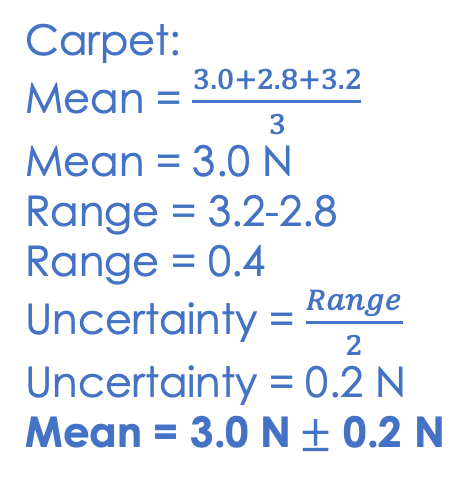 Carpet:
Mean = (3.0+2.8+3.2)/3
Mean = 3.0 N
Range = 3.2-2.8
Range = 0.4
Uncertainty = Range/2
Uncertainty = 0.2 N
Mean = 3.0 N ± 0.2 N